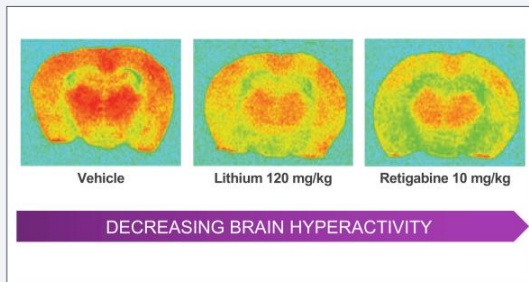 Vehicle
Lithium 120 mg/kg
Retigabine 10 mg/kg
DECREASING BRAIN HYPERACTIVITY